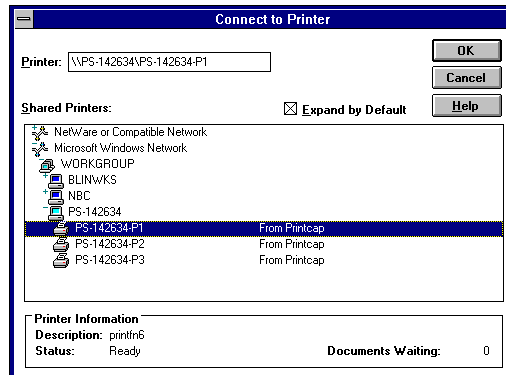 Connect to Printer
Printer: \\PS-142634\PS-142634-P1
OK
Cancel
Help
Shared Printers:
Expand by Default
NetWare or Compatible Network
Microsoft Windows Network
WORKGROUP
BLINWKS
NBC
PS-142634
PS-142634-P1 From Printcap
PS-142634-P2 From Printcap
PS-142634-P3 From Printcap
Printer Information
Description: printfn6
Status: Ready Documents Waiting: 0